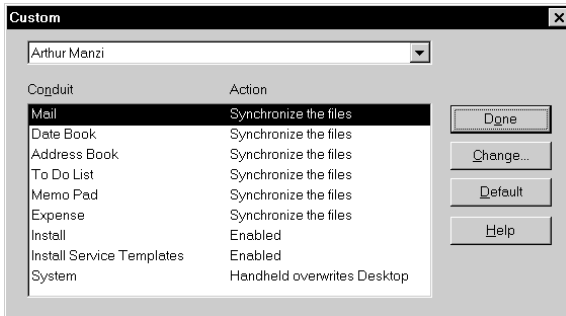 Custom
Arthur Manzi
Conduit Action
Mail Synchronize the files
Date Book Synchronize the files
Address Book Synchronize the files
To Do List Synchronize the files
Memo Pad Synchronize the files
Expense Synchronize the files
Install Enabled
Install Service Templates Enabled
System Handheld overwrites Desktop
Done
Change...
Default
Help